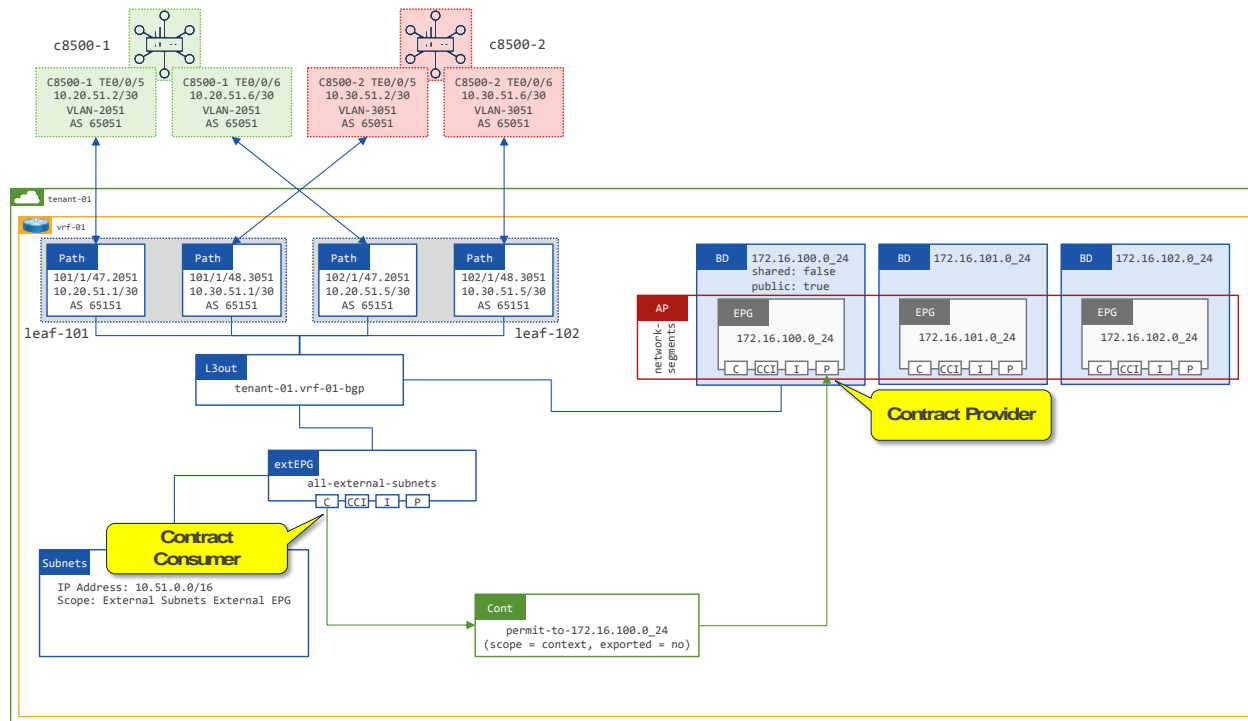 c8500-1
c8500-2
C8500-1 TE0/0/5
10.20.51.2/30
VLAN-2051
AS 65051
C8500-1 TE0/0/6
10.20.51.6/30
VLAN-2051
AS 65051
C8500-2 TE0/0/5
10.30.51.2/30
VLAN-3051
AS 65051
C8500-2 TE0/0/6
10.30.51.6/30
VLAN-3051
AS 65051
tenant-01
vrf-01
Path
101/1/47.2051
10.20.51.1/30
AS 65151
Path
101/1/48.3051
10.30.51.1/30
AS 65151
Path
102/1/47.2051
10.20.51.5/30
AS 65151
Path
102/1/48.3051
10.30.51.5/30
AS 65151
leaf-101
leaf-102
BD
172.16.100.0_24
shared: false
public: true
BD
172.16.101.0_24
BD
172.16.102.0_24
AP
network-
segments
EPG
172.16.100.0_24
C
CCI
I
P
EPG
172.16.101.0_24
C
CCI
I
P
EPG
172.16.102.0_24
C
CCI
I
P
L3out
tenant-01.vrf-01-bgp
Contract Provider
extEPG
all-external-subnets
C
CCI
I
P
Contract
Consumer
Subnets
IP Address: 10.51.0.0/16
Scope: External Subnets External EPG
Cont
permit-to-172.16.100.0_24
(scope = context, exported = no)